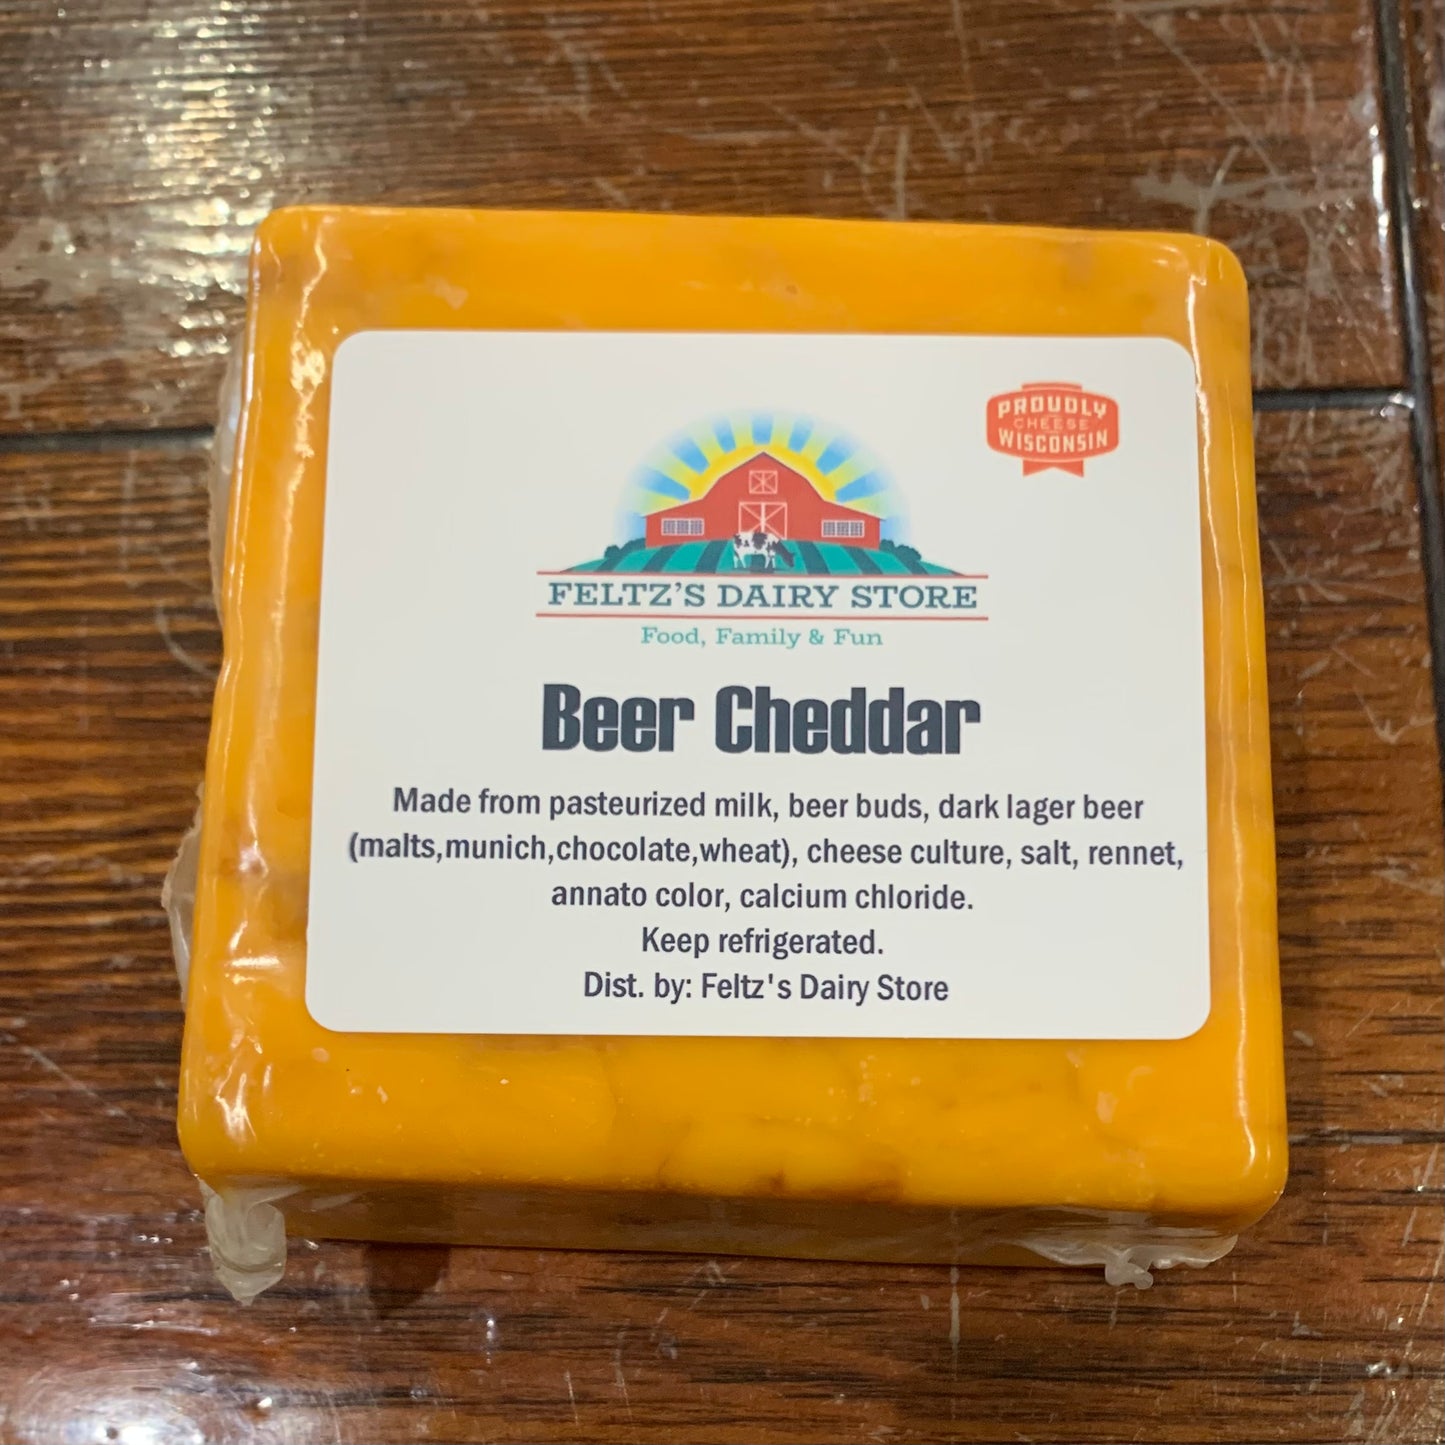 PROUDLY
CHEESE
WISCONSIN
FELTZ'S DAIRY STORE
Food, Family & Fun
Beer Cheddar
Made from pasteurized milk, beer buds, dark lager beer
(malts,munich,chocolate,wheat), cheese culture, salt, rennet,
annato color, calcium chloride.
Keep refrigerated.
Dist. by: Feltz's Dairy Store